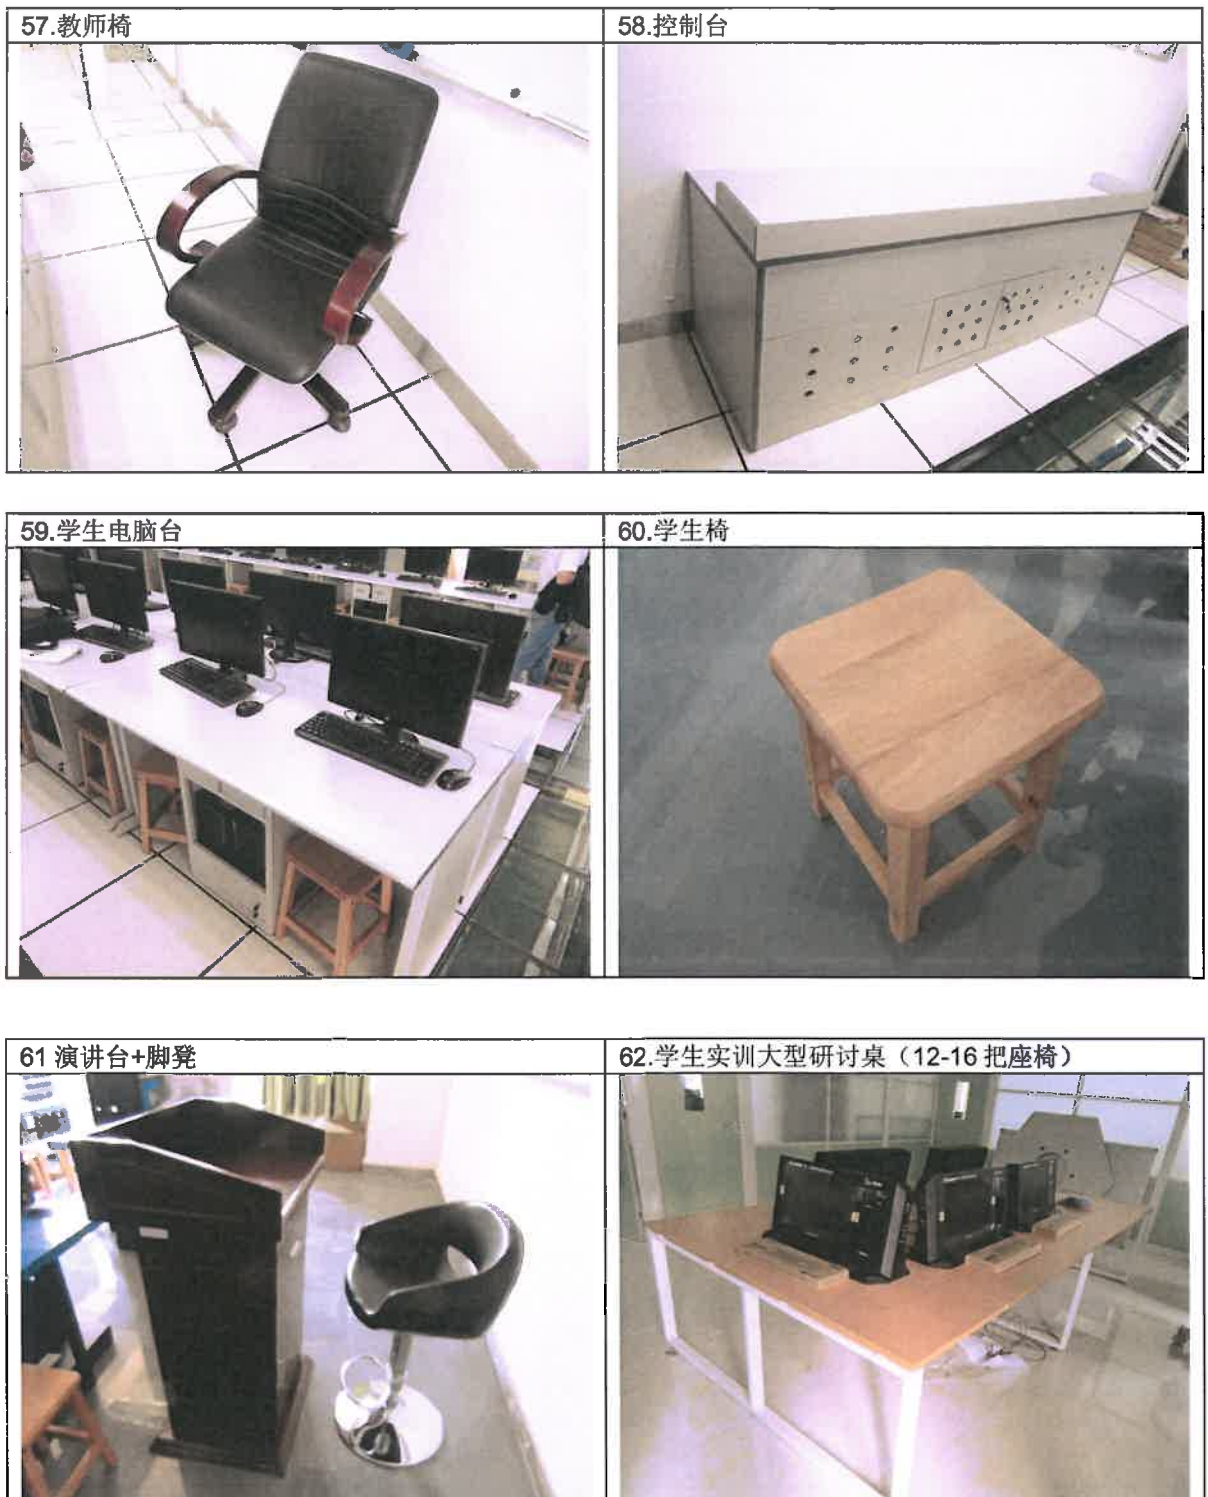 57.教师椅
58.控制台
59.学生电脑台
60.学生椅
61 演讲台+脚凳
62.学生实训大型研讨桌（12-16 把座椅）